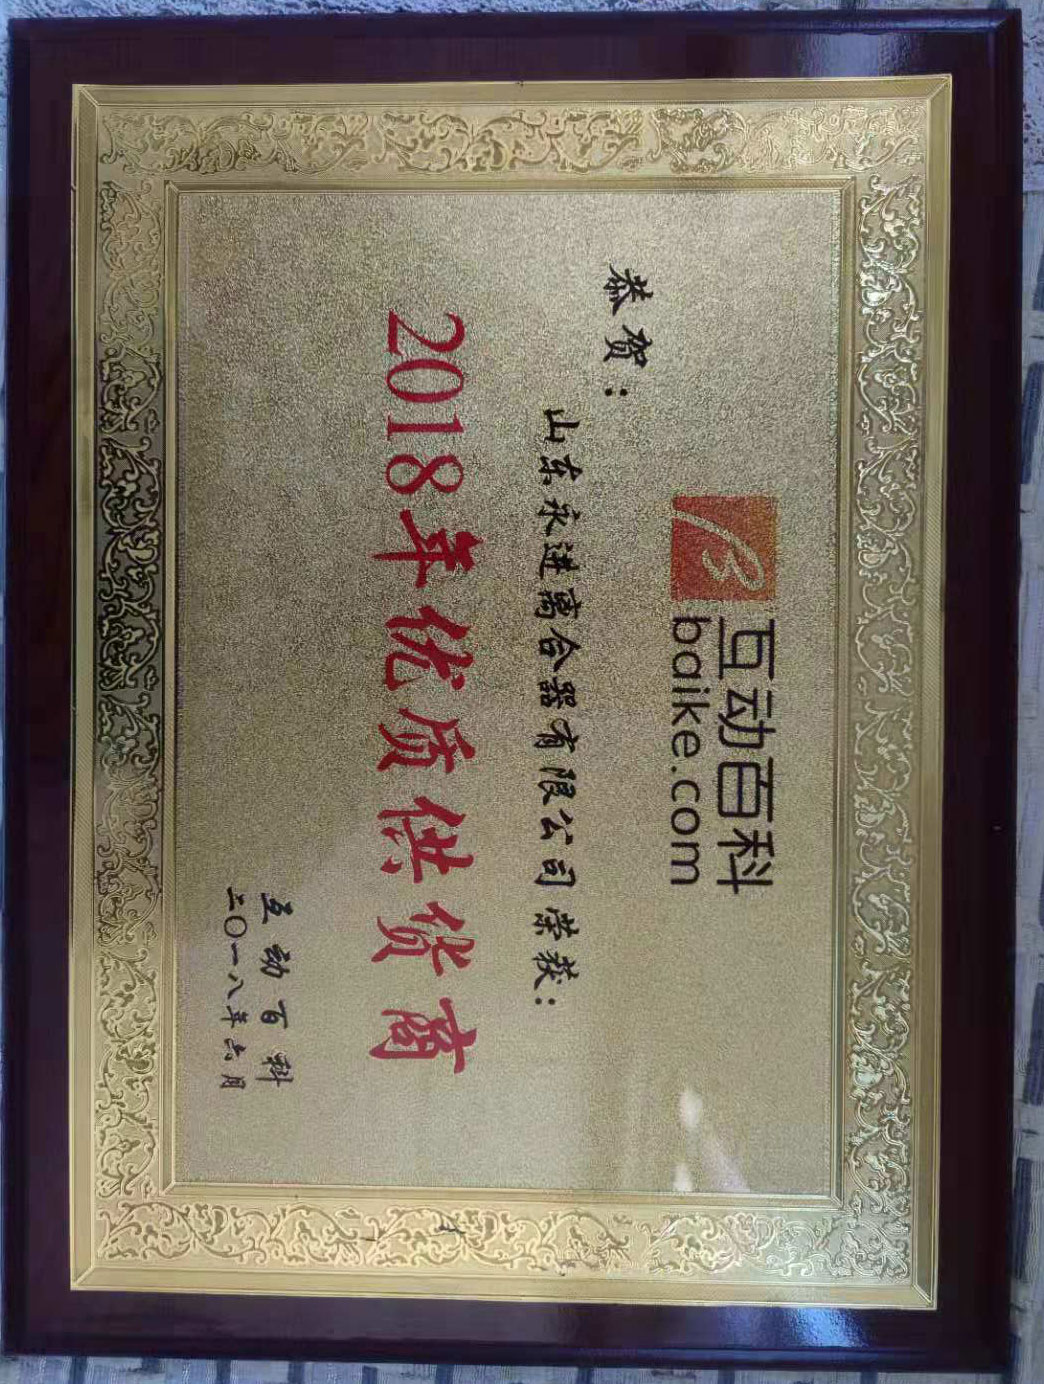 互动百科
baike.com
恭贺：
山东永进离合器有限公司荣获：
2018年优质供货商
互动百科
二〇一八年六月